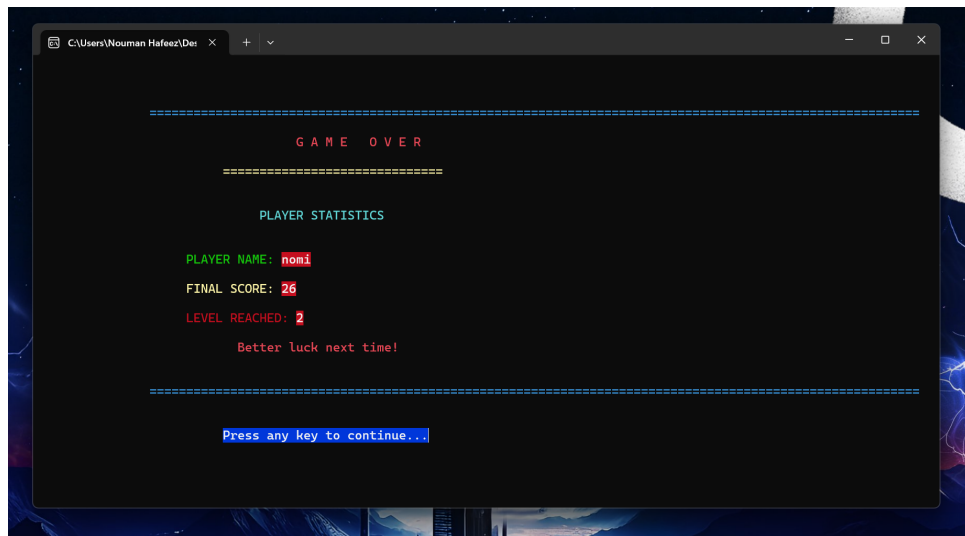 C:\Users\Nouman Hafeez\Des
=========================================================================================================
G A M E   O V E R
==============================
PLAYER STATISTICS
PLAYER NAME: nomi
FINAL SCORE: 26
LEVEL REACHED: 2
Better luck next time!
=========================================================================================================
Press any key to continue...